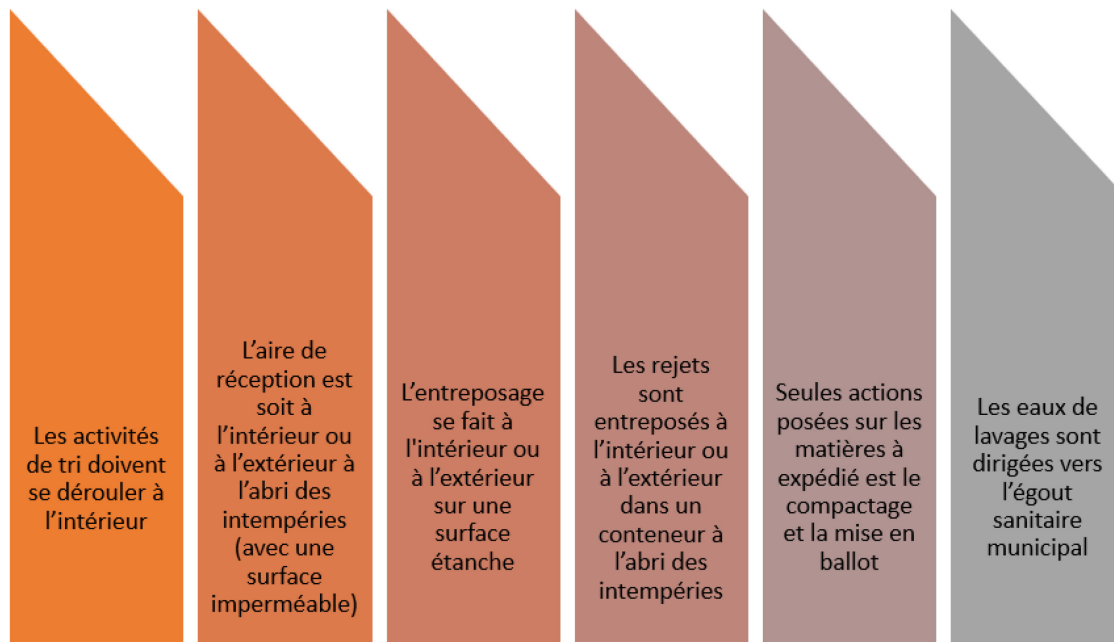 Les activités
de tri doivent
se dérouler à
l’intérieur
L’aire de
réception est
soit à
l’intérieur ou
à l’extérieur à
l’abri des
intempéries
(avec une
surface
imperméable)
L’entreposage
se fait à
l'intérieur ou
à l’extérieur
sur une
surface
étanche
Les rejets
sont
entreposés à
l’intérieur ou
à l’extérieur
dans un
conteneur à
l’abri des
intempéries
Seules actions
posées sur les
matières à
expédié est le
compactage
et la mise en
ballot
Les eaux de
lavages sont
dirigées vers
l’égout
sanitaire
municipal